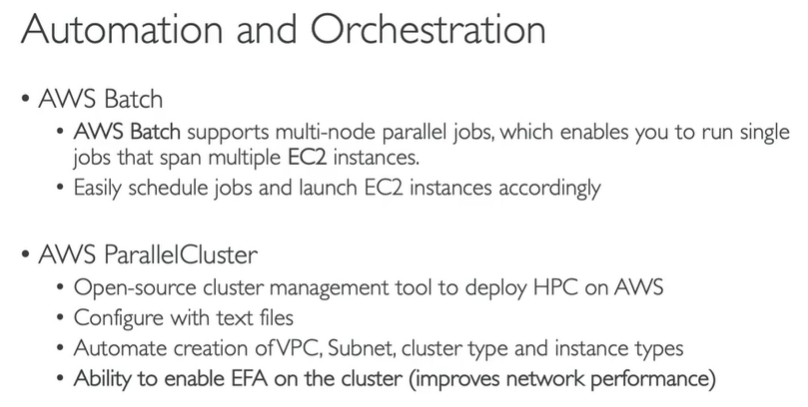 Automation and Orchestration
• AWS Batch
• AWS Batch supports multi-node parallel jobs, which enables you to run single
jobs that span multiple EC2 instances.
• Easily schedule jobs and launch EC2 instances accordingly
• AWS ParallelCluster
• Open-source cluster management tool to deploy HPC on AWS
• Configure with text files
• Automate creation of VPC, Subnet, cluster type and instance types
• Ability to enable EFA on the cluster (improves network performance)